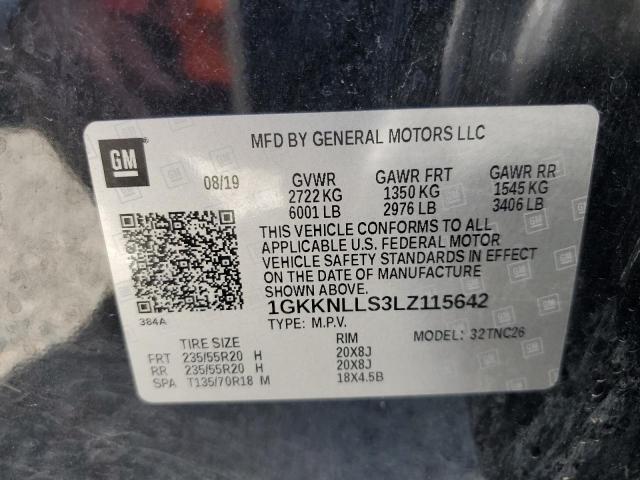 GM
MFD BY GENERAL MOTORS LLC
08/19 GVWR GAWR FRT GAWR RR
2722 KG 1350 KG 1545 KG
6001 LB 2976 LB 3406 LB
THIS VEHICLE CONFORMS TO ALL
APPLICABLE U.S. FEDERAL MOTOR
VEHICLE SAFETY STANDARDS IN EFFECT
ON THE DATE OF MANUFACTURE
SHOWN ABOVE.
1GKKNLLS3LZ115642
384A
TYPE: M.P.V. MODEL: 32TNC26
TIRE SIZE RIM
FRT 235/55R20 H 20X8J
RR 235/55R20 H 20X8J
SPA T135/70R18 M 18X4.5B